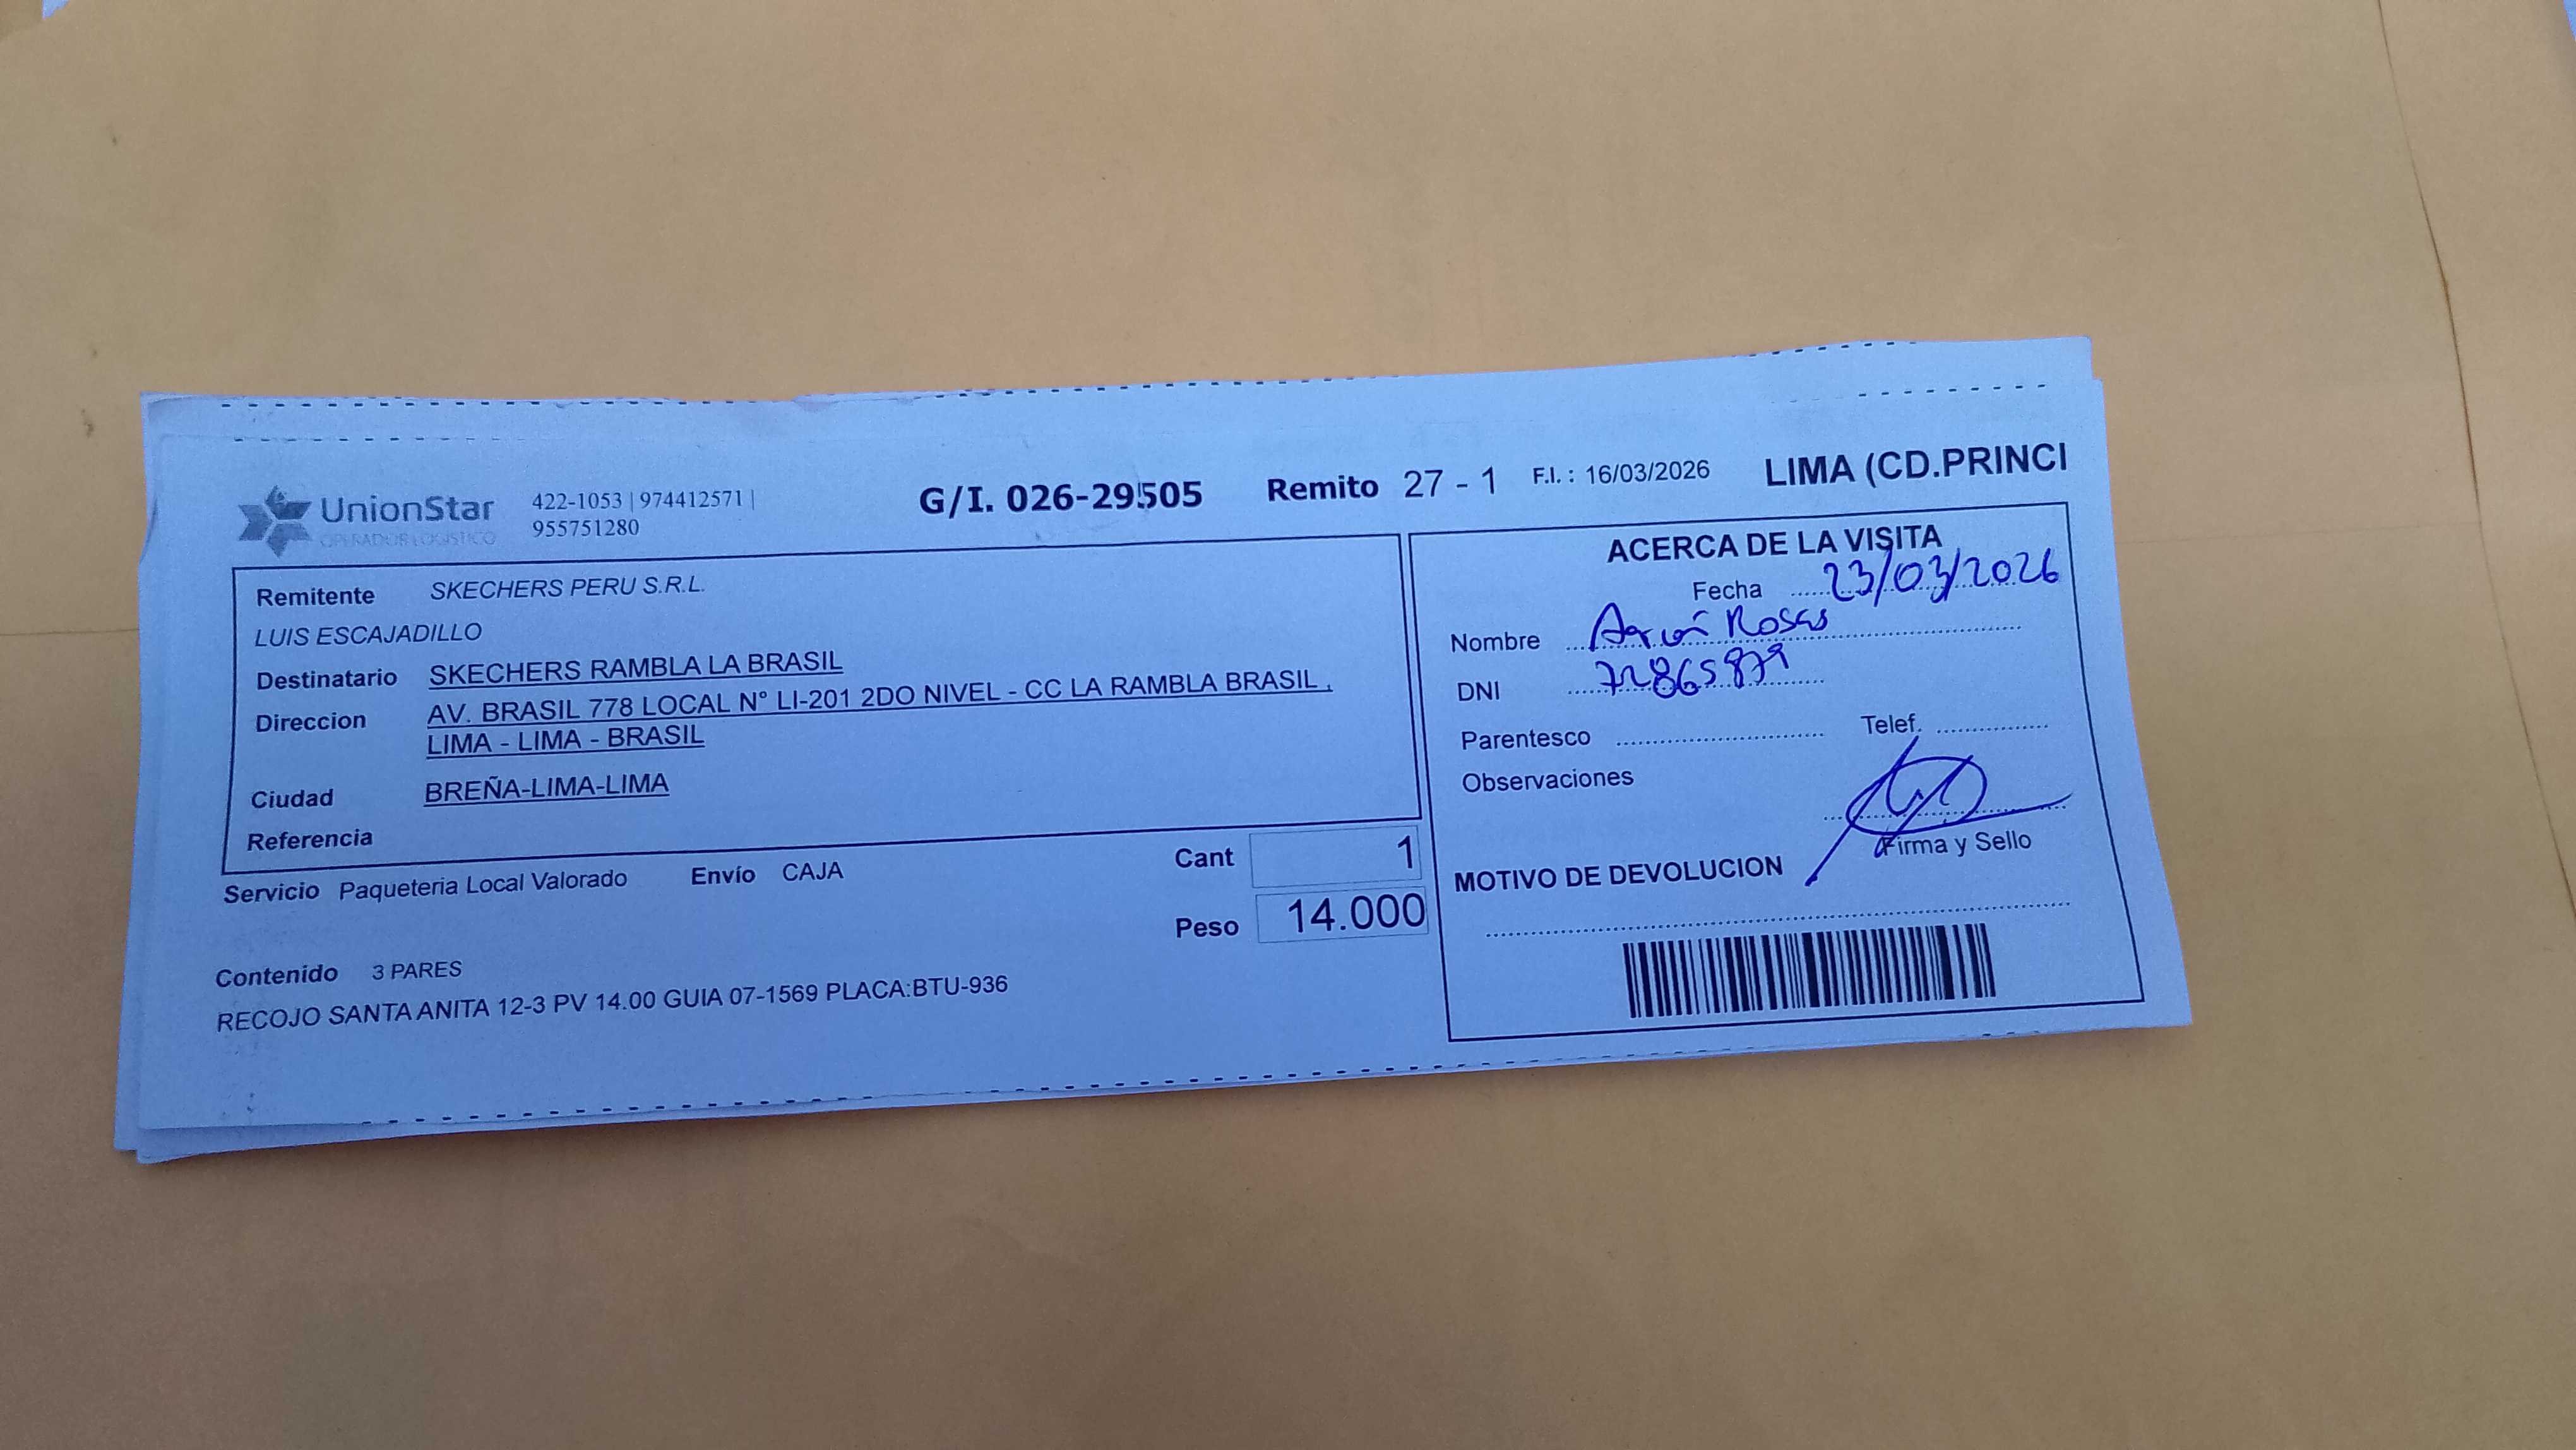 UnionStar
OPERADOR LOGISTICO
422-1053 | 974412571 |
955751280
G/I. 026-29505
Remito 27 - 1
F.I. : 16/03/2026
LIMA (CD.PRINCI
Remitente SKECHERS PERU S.R.L.
LUIS ESCAJADILLO
Destinatario SKECHERS RAMBLA LA BRASIL
Direccion AV. BRASIL 778 LOCAL N° LI-201 2DO NIVEL - CC LA RAMBLA BRASIL ,
LIMA - LIMA - BRASIL
Ciudad BREÑA-LIMA-LIMA
Referencia
Servicio Paqueteria Local Valorado Envío CAJA
Cant 1
Peso 14.000
Contenido 3 PARES
RECOJO SANTA ANITA 12-3 PV 14.00 GUIA 07-1569 PLACA:BTU-936
ACERCA DE LA VISITA
Fecha 23/03/2026
Nombre Rosas
DNI 72865879
Parentesco Telef.
Observaciones
Firma y Sello
MOTIVO DE DEVOLUCION